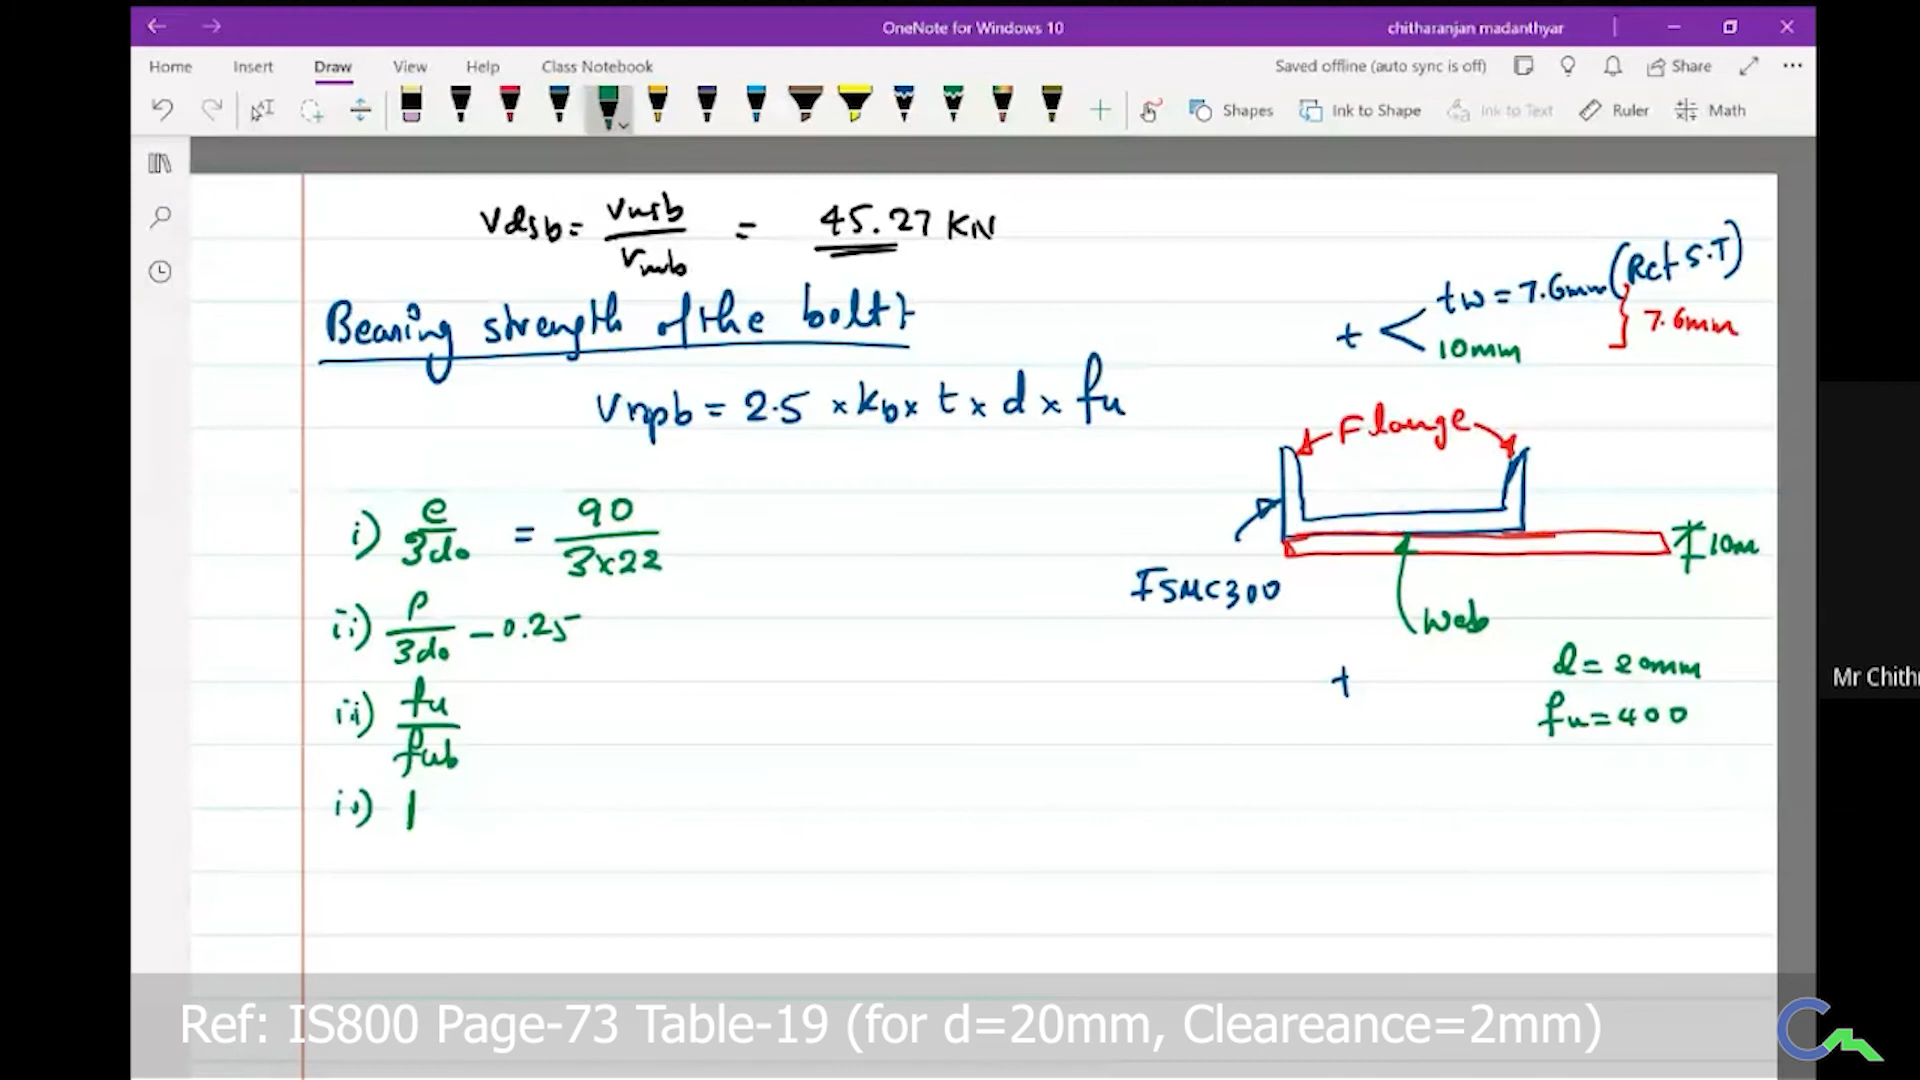 OneNote for Windows 10
chitharanjan madanthyar
Home Insert Draw View Help Class Notebook
Saved offline (auto sync is off) Share
Shapes Ink to Shape Ink to Text Ruler Math
Vdsb = Vnsb / γmb = 45.27 KN
Bearing strength of the bolt:
Vnpb = 2.5 × kb × t × d × fu
t < tw = 7.6mm (Ref S.T)
10mm } 7.6mm
Flange
ISMC300
10m
Web
d = 20mm
fu = 400
t
i) e / 3do = 90 / 3×22
ii) p / 3do - 0.25
iii) fu / fub
iv) 1
Mr Chith
Ref: IS800 Page-73 Table-19 (for d=20mm, Cleareance=2mm)